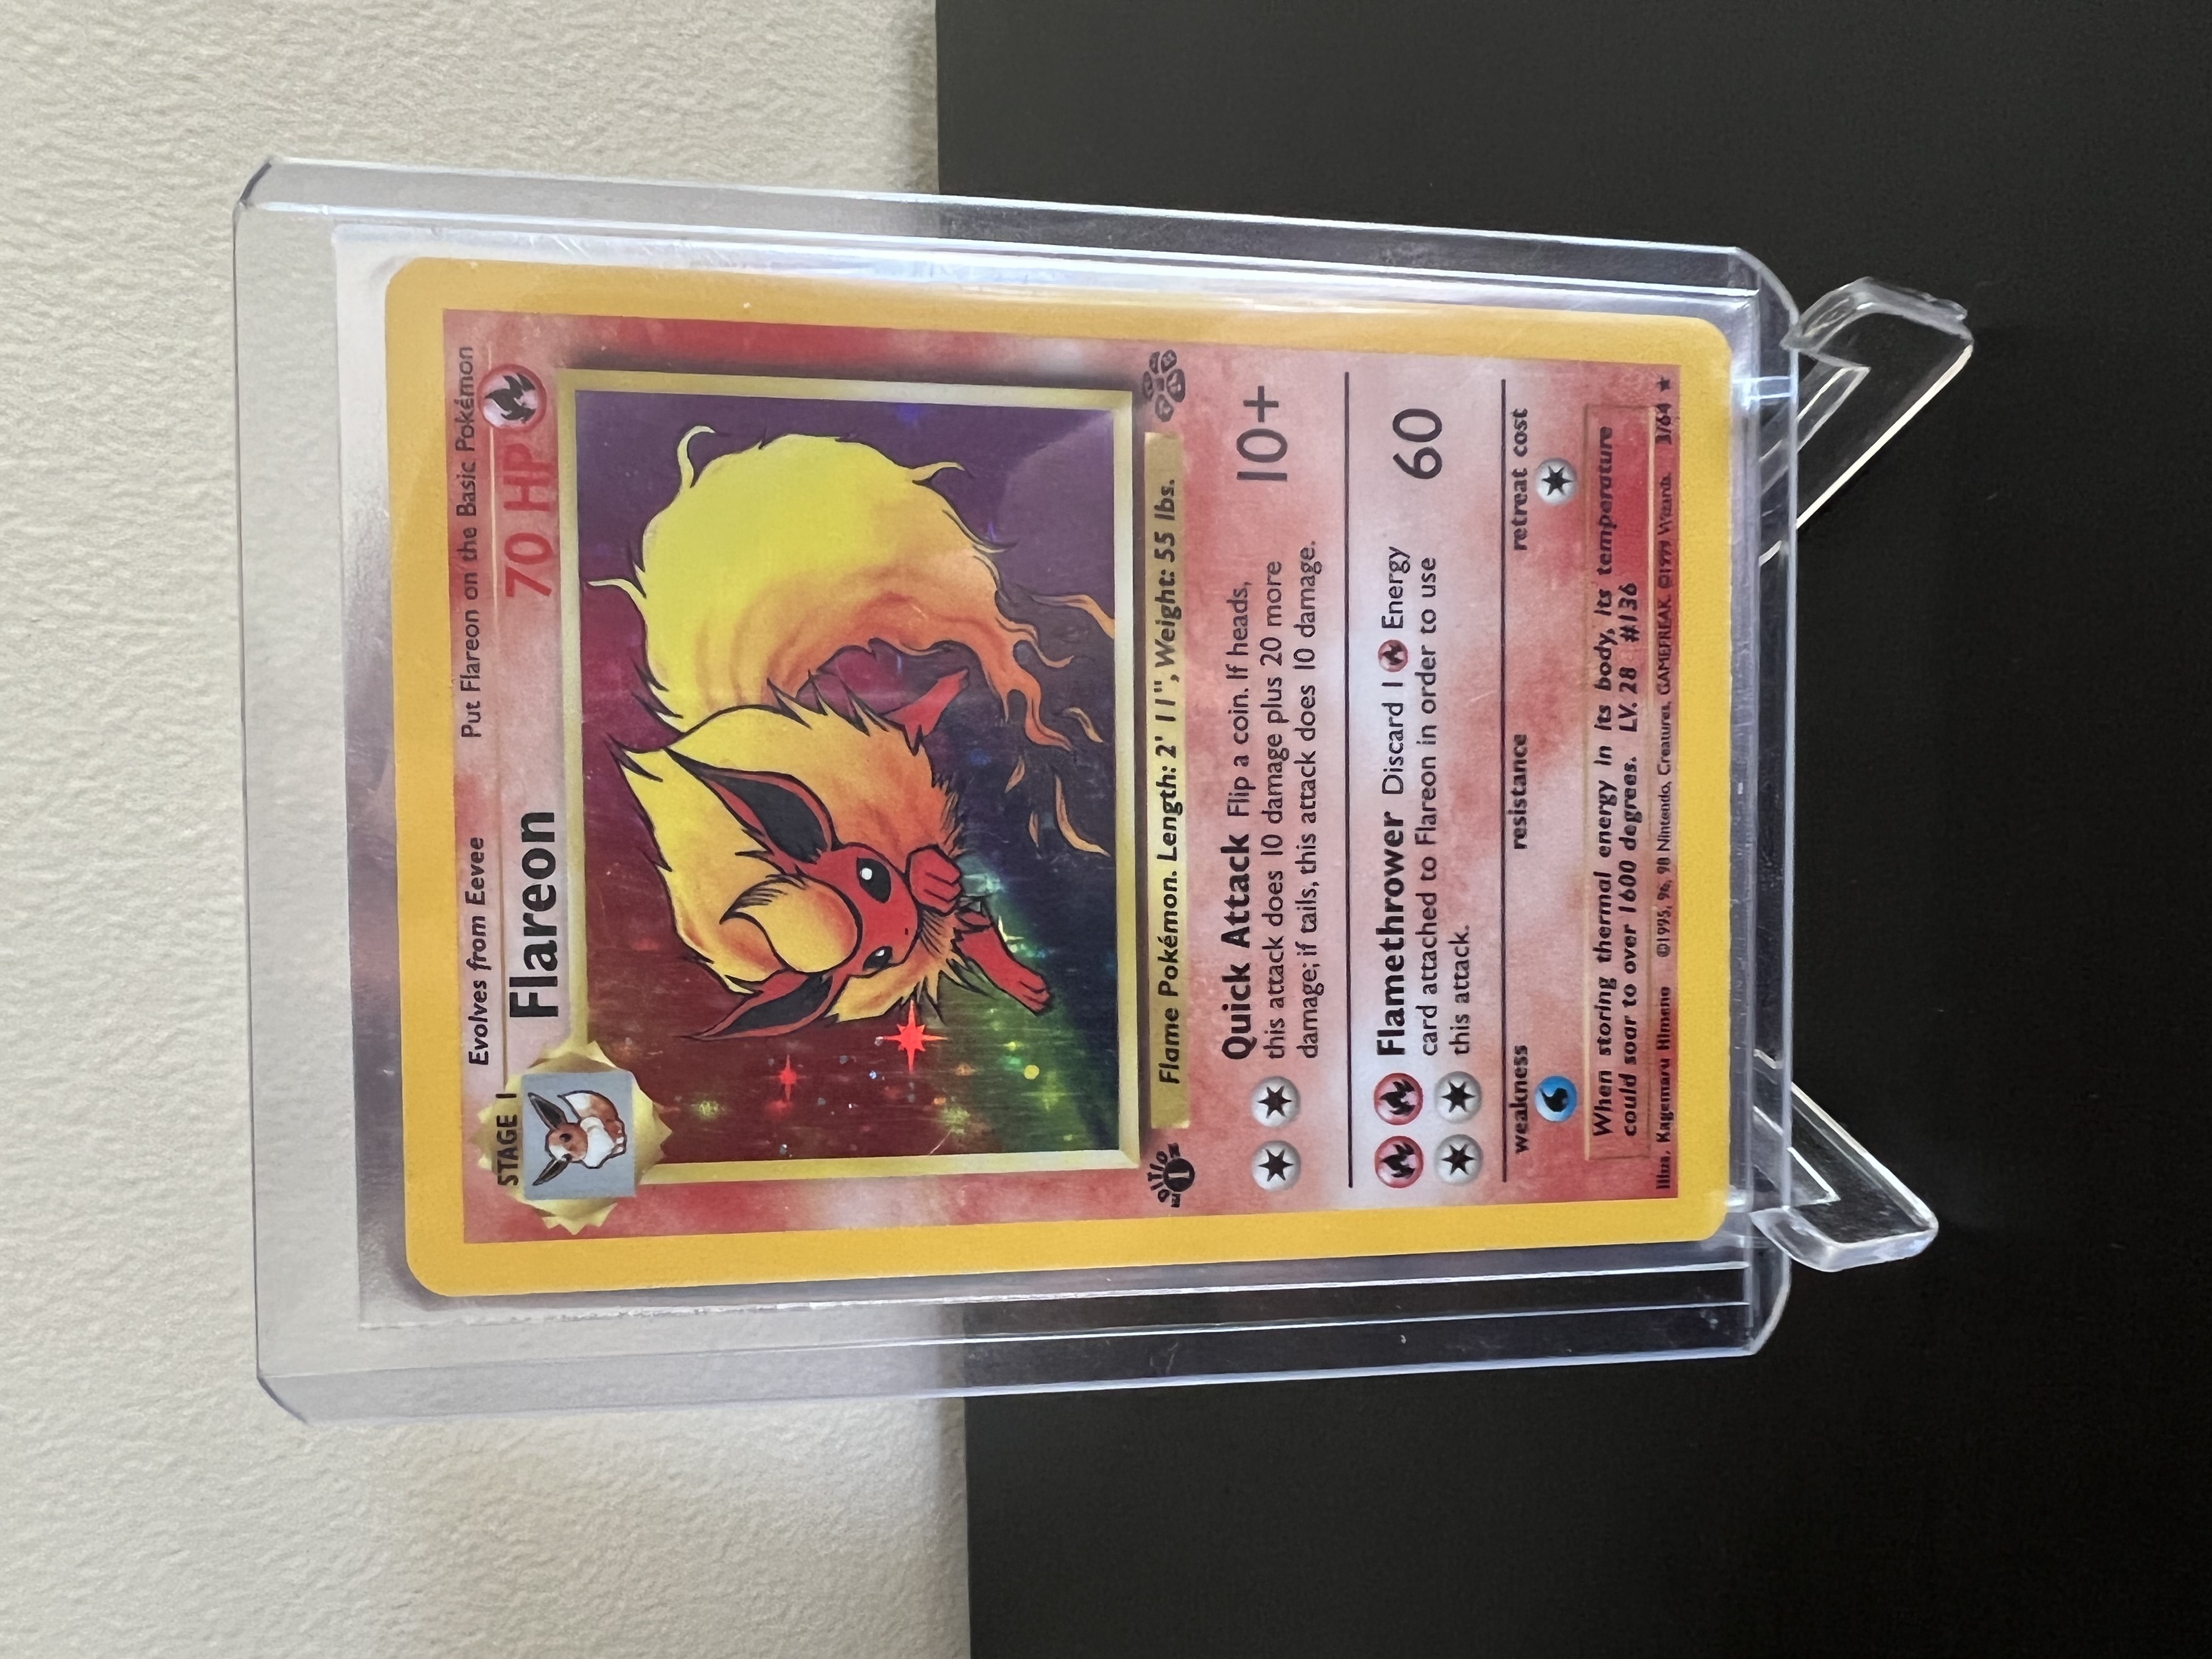 Evolves from Eevee
Put Flareon on the Basic Pokémon
STAGE 1
Flareon
70 HP
EDITION
1
Flame Pokémon. Length: 2' 11", Weight: 55 lbs.
Quick Attack Flip a coin. If heads,
this attack does 10 damage plus 20 more
damage; if tails, this attack does 10 damage.
10+
Flamethrower Discard 1 Energy
card attached to Flareon in order to use
this attack.
60
weakness
resistance
retreat cost
When storing thermal energy in its body, its temperature
could soar to over 1600 degrees. LV. 28 #136
Illus. Kagemaru Himeno ©1995, 96, 98 Nintendo, Creatures, GAMEFREAK. ©1999 Wizards. 3/64